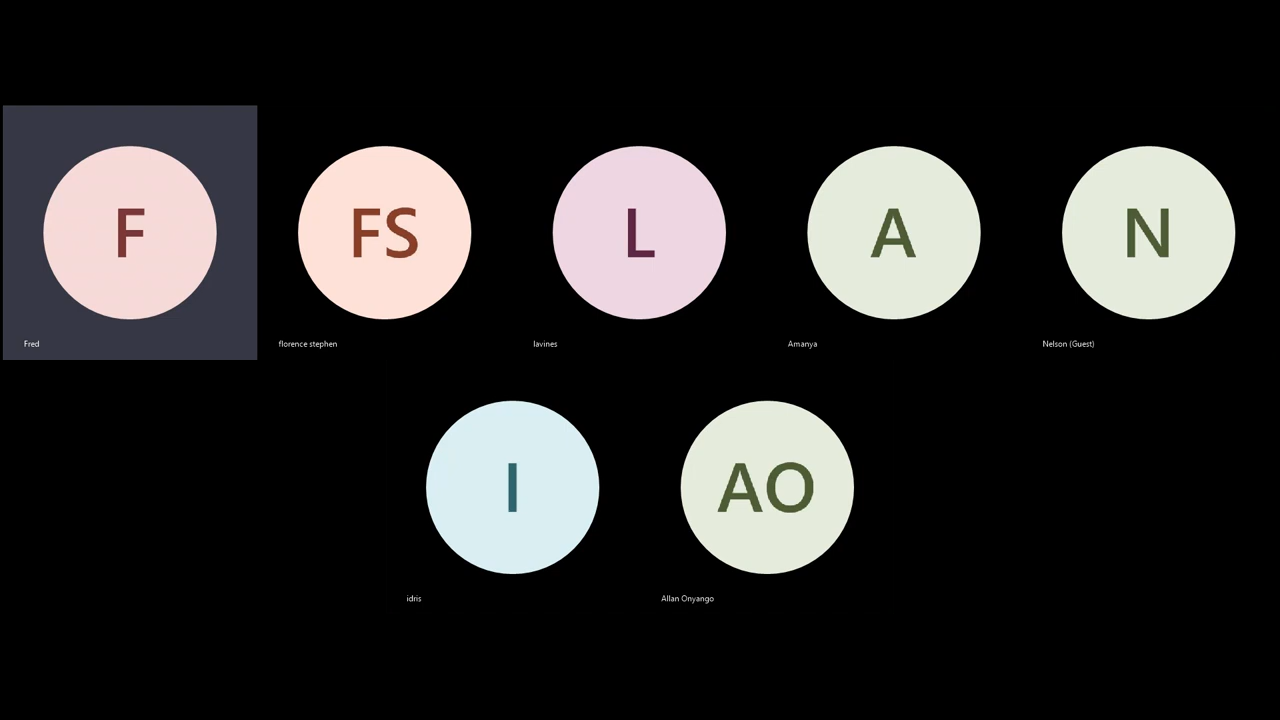 F
FS
L
A
N
Fred
florence stephen
lavines
Amanya
Nelson (Guest)
I
AO
idris
Allan Onyango